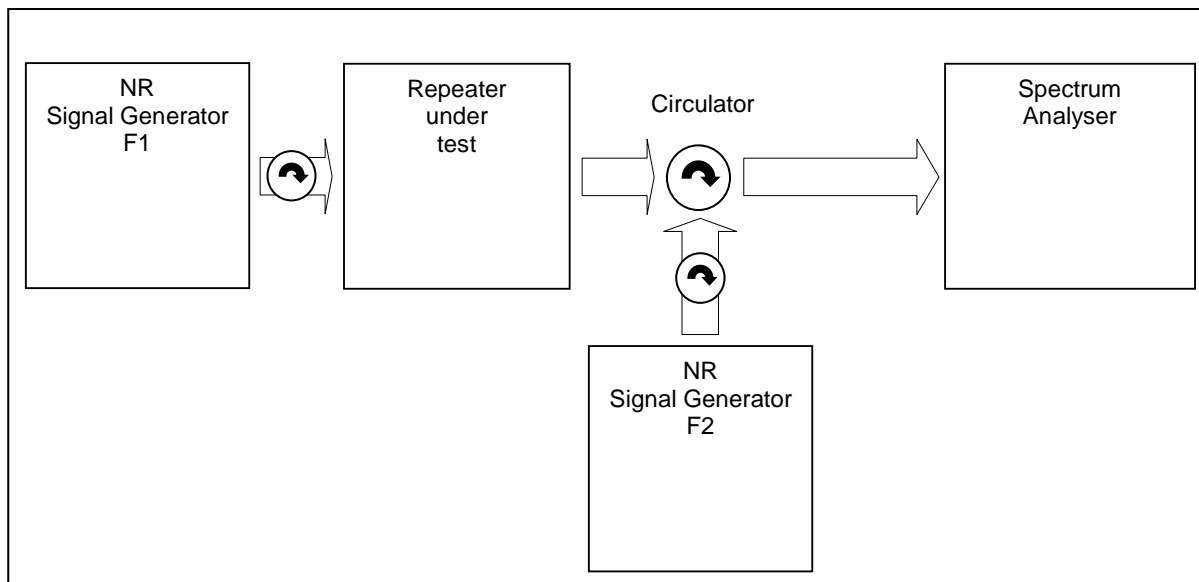 NR
Signal Generator
F1
Repeater
under
test
Circulator
Spectrum
Analyser
NR
Signal Generator
F2